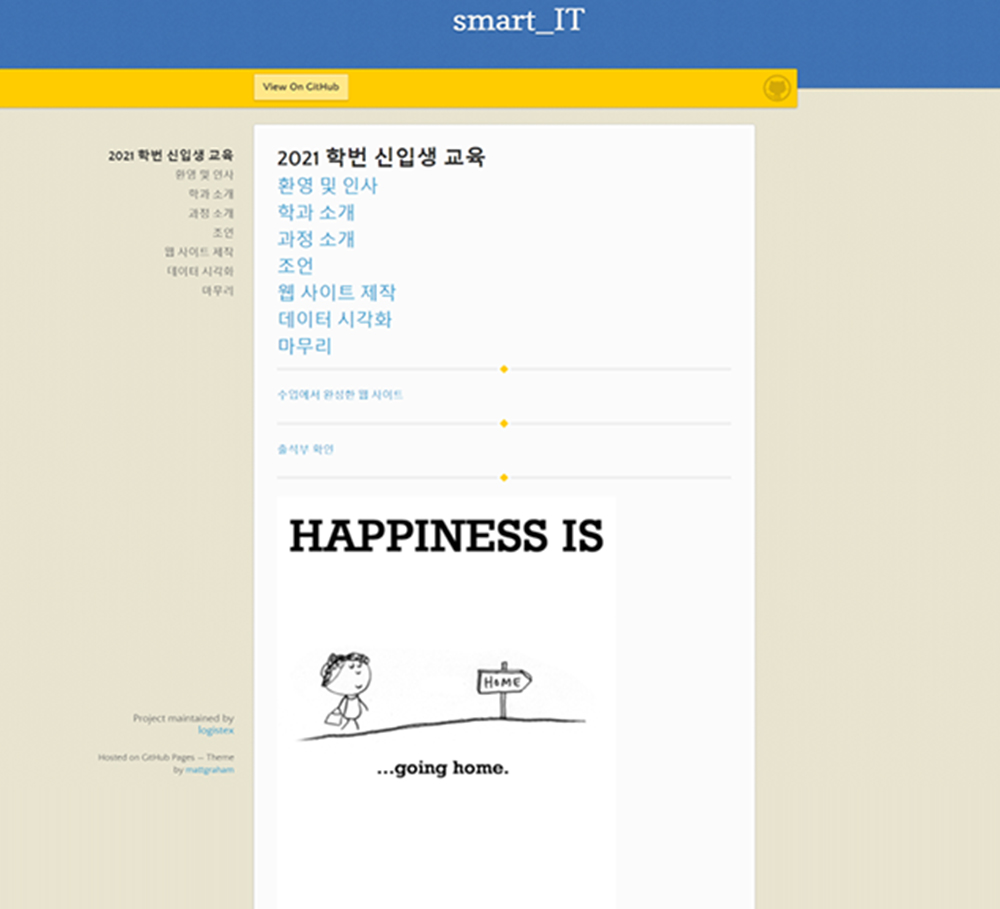 smart_IT
View On GitHub
2021 학번 신입생 교육
환영 및 인사
학과 소개
과정 소개
조언
웹 사이트 제작
데이터 시각화
마무리
2021 학번 신입생 교육
환영 및 인사
학과 소개
과정 소개
조언
웹 사이트 제작
데이터 시각화
마무리
수업에서 완성한 웹 사이트
출석부 확인
HAPPINESS IS
HOME
...going home.
Project maintained by
logistex
Hosted on GitHub Pages — Theme
by mattgraham